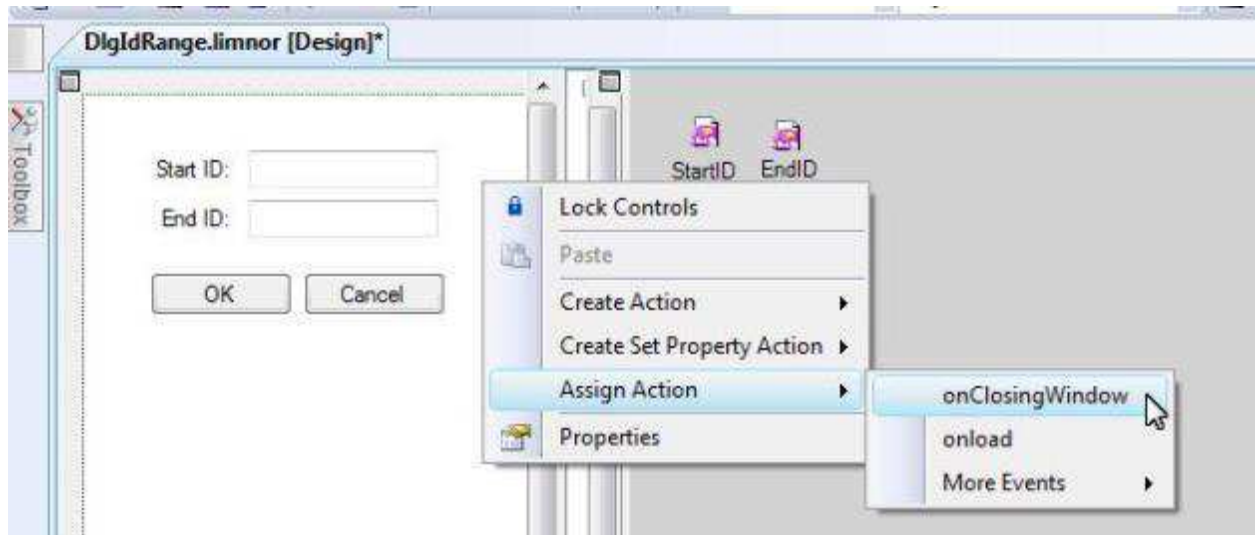 DlgIdRange.limnor [Design]*
Toolbox
Start ID:
End ID:
OK Cancel
StartID EndID
Lock Controls
Paste
Create Action
Create Set Property Action
Assign Action
Properties
onClosingWindow
onload
More Events